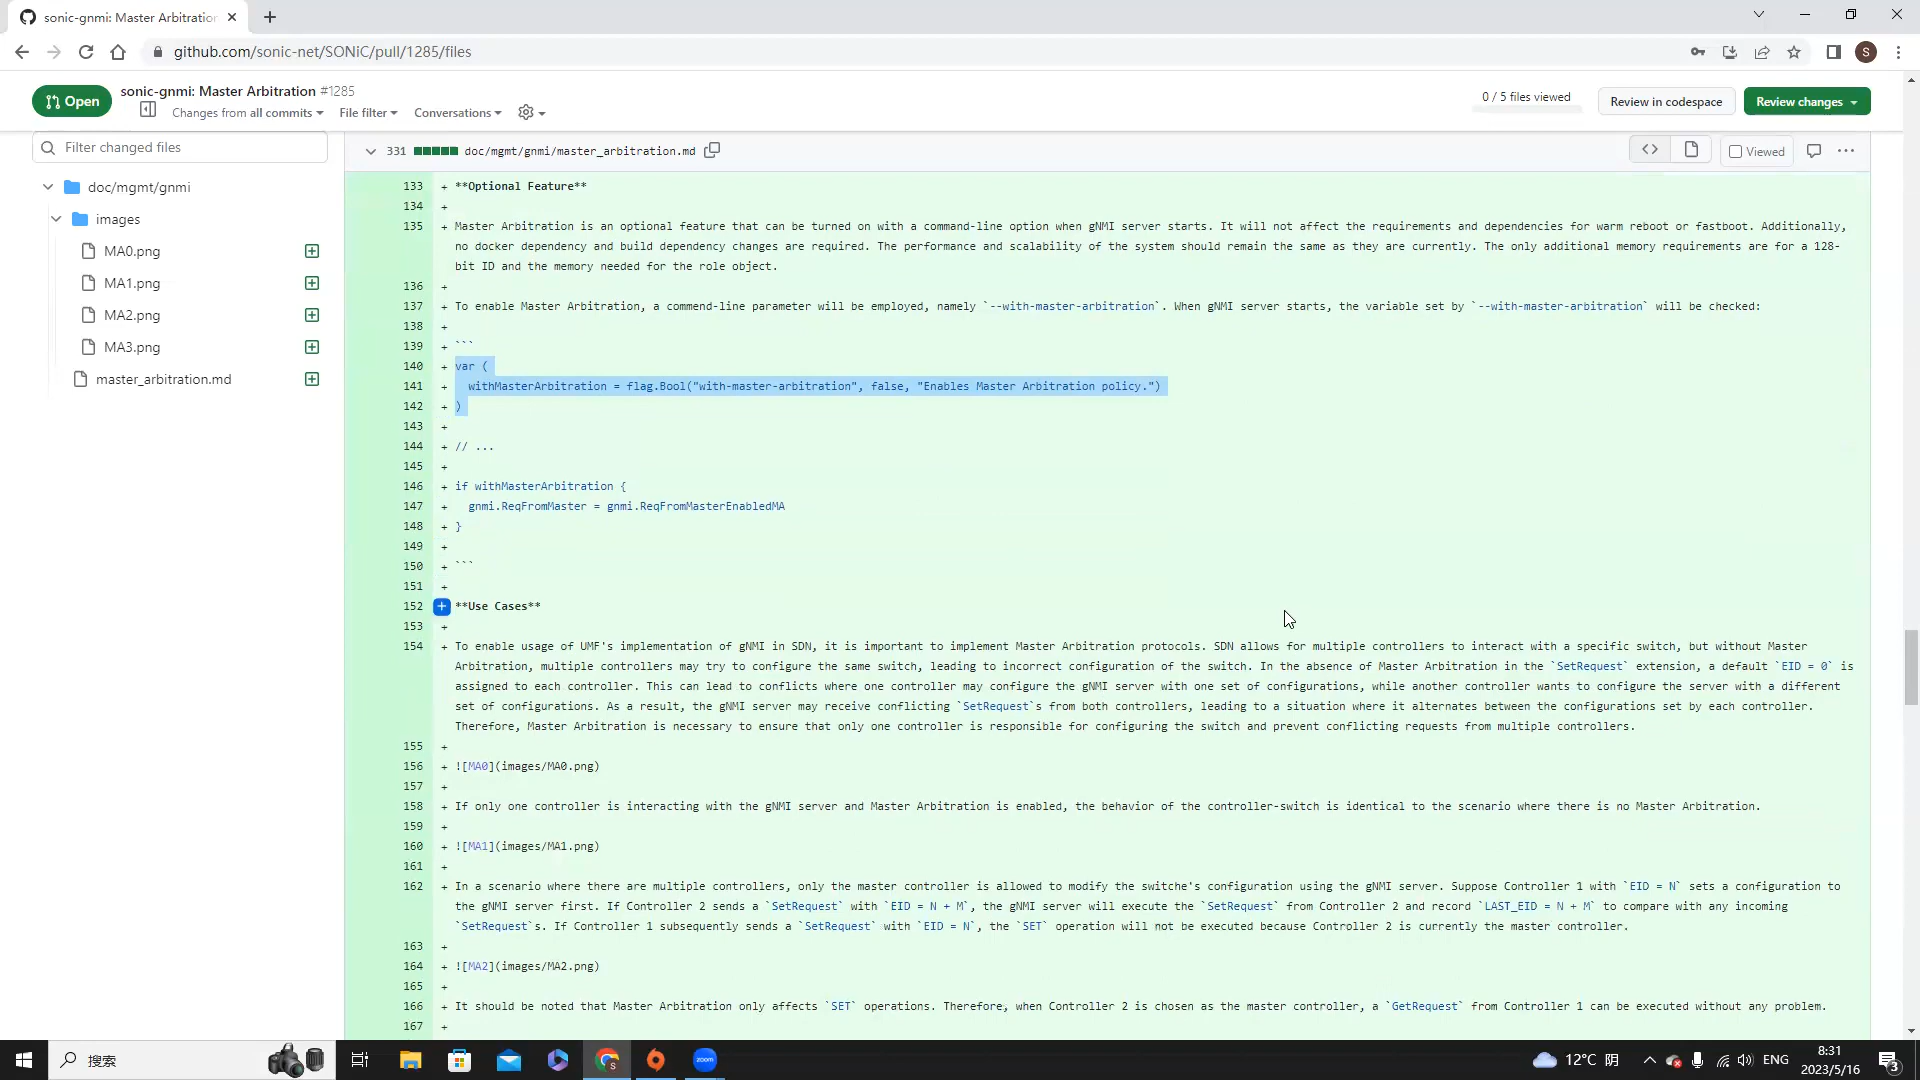 sonic-gnmi: Master Arbitration
github.com/sonic-net/SONiC/pull/1285/files
S
Open
sonic-gnmi: Master Arbitration #1285
Changes from all commits
File filter
Conversations
0 / 5 files viewed
Review in codespace
Review changes
Filter changed files
331 doc/mgmt/gnmi/master_arbitration.md
Viewed
doc/mgmt/gnmi
images
MA0.png
MA1.png
MA2.png
MA3.png
master_arbitration.md
133 + **Optional Feature**
134 +
135 + Master Arbitration is an optional feature that can be turned on with a command-line option when gNMI server starts. It will not affect the requirements and dependencies for warm reboot or fastboot. Additionally,
no docker dependency and build dependency changes are required. The performance and scalability of the system should remain the same as they are currently. The only additional memory requirements are for a 128-
bit ID and the memory needed for the role object.
136 +
137 + To enable Master Arbitration, a commend-line parameter will be employed, namely `--with-master-arbitration`. When gNMI server starts, the variable set by `--with-master-arbitration` will be checked:
138 +
139 + ```
140 + var (
141 + withMasterArbitration = flag.Bool("with-master-arbitration", false, "Enables Master Arbitration policy.")
142 + )
143 +
144 + // ...
145 +
146 + if withMasterArbitration {
147 + gnmi.ReqFromMaster = gnmi.ReqFromMasterEnabledMA
148 + }
149 +
150 + ```
151 +
152 + **Use Cases**
153 +
154 + To enable usage of UMF's implementation of gNMI in SDN, it is important to implement Master Arbitration protocols. SDN allows for multiple controllers to interact with a specific switch, but without Master
Arbitration, multiple controllers may try to configure the same switch, leading to incorrect configuration of the switch. In the absence of Master Arbitration in the `SetRequest` extension, a default `EID = 0` is
assigned to each controller. This can lead to conflicts where one controller may configure the gNMI server with one set of configurations, while another controller wants to configure the server with a different
set of configurations. As a result, the gNMI server may receive conflicting `SetRequest`s from both controllers, leading to a situation where it alternates between the configurations set by each controller.
Therefore, Master Arbitration is necessary to ensure that only one controller is responsible for configuring the switch and prevent conflicting requests from multiple controllers.
155 +
156 + ![MA0](images/MA0.png)
157 +
158 + If only one controller is interacting with the gNMI server and Master Arbitration is enabled, the behavior of the controller-switch is identical to the scenario where there is no Master Arbitration.
159 +
160 + ![MA1](images/MA1.png)
161 +
162 + In a scenario where there are multiple controllers, only the master controller is allowed to modify the switche's configuration using the gNMI server. Suppose Controller 1 with `EID = N` sets a configuration to
the gNMI server first. If Controller 2 sends a `SetRequest` with `EID = N + M`, the gNMI server will execute the `SetRequest` from Controller 2 and record `LAST_EID = N + M` to compare with any incoming
`SetRequest`s. If Controller 1 subsequently sends a `SetRequest` with `EID = N`, the `SET` operation will not be executed because Controller 2 is currently the master controller.
163 +
164 + ![MA2](images/MA2.png)
165 +
166 + It should be noted that Master Arbitration only affects `SET` operations. Therefore, when Controller 2 is chosen as the master controller, a `GetRequest` from Controller 1 can be executed without any problem.
167 +
搜索
zoom
12°C 阴
ENG
8:31
2023/5/16
3